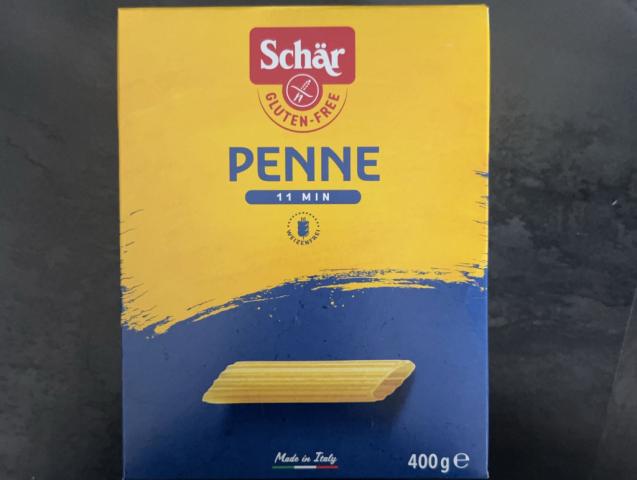 Schär
GLUTEN-FREE
PENNE
11 MIN
WEIZENFREI
Made in Italy
400g e